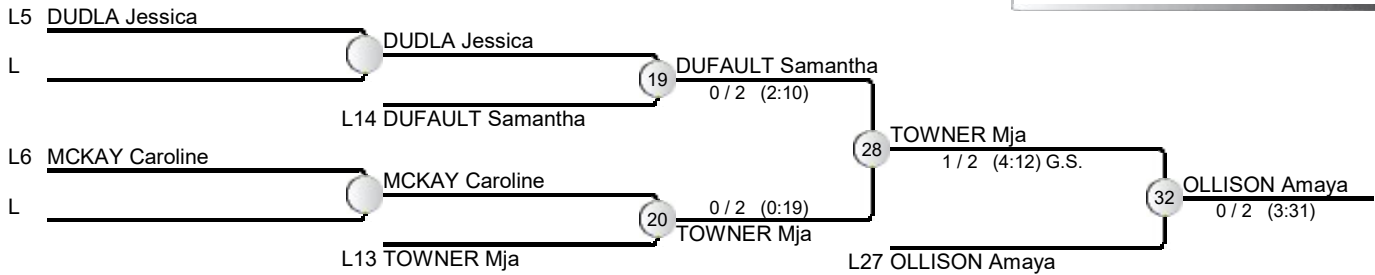 L5 DUDLA Jessica
DUDLA Jessica
L
19
DUFAULT Samantha
0 / 2 (2:10)
L14 DUFAULT Samantha
28
TOWNER Mja
1 / 2 (4:12) G.S.
L6 MCKAY Caroline
MCKAY Caroline
L
20
0 / 2 (0:19)
TOWNER Mja
L13 TOWNER Mja
32
OLLISON Amaya
0 / 2 (3:31)
L27 OLLISON Amaya